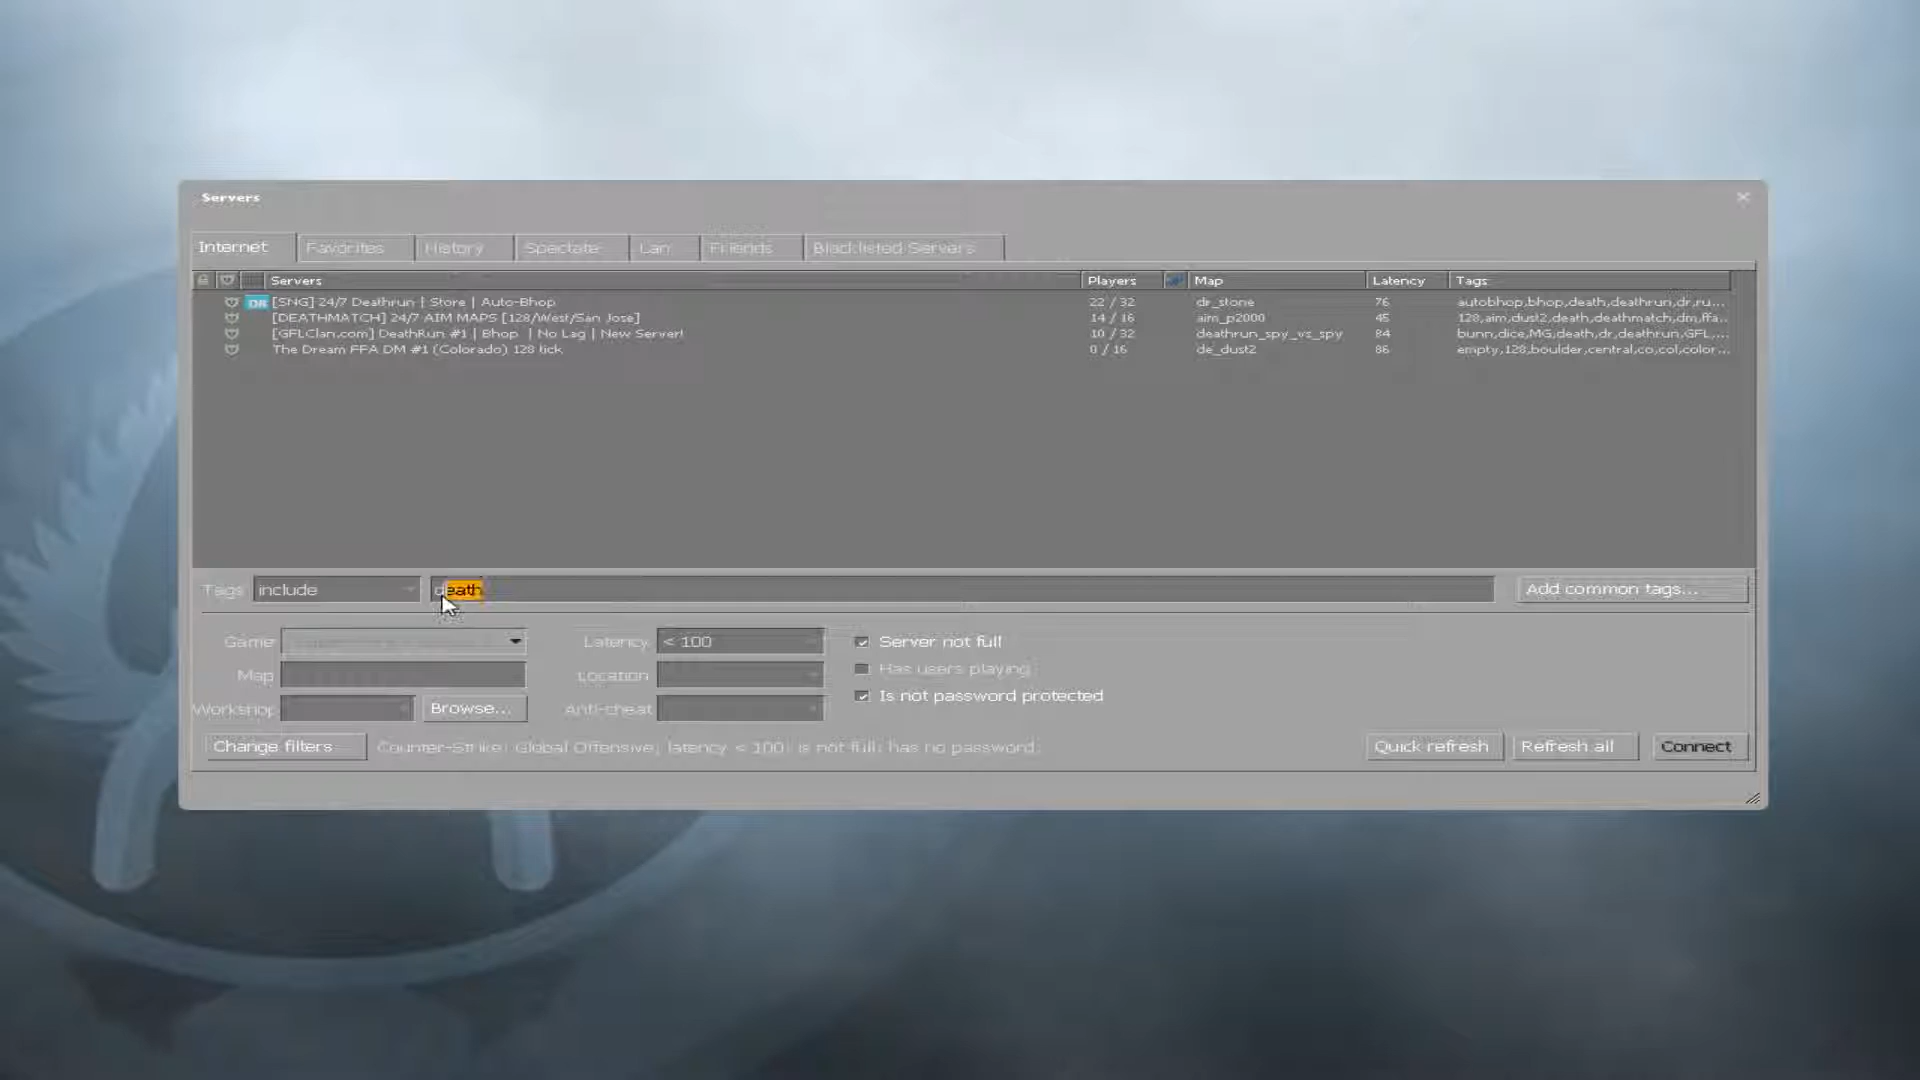 Servers
Internet Favorites History Spectate Lan Friends Blacklisted Servers
Servers Players Map Latency Tags
DR [SNG] 24/7 Deathrun | Store | Auto-Bhop 22 / 32 dr_stone 76 autobhop,bhop,death,deathrun,dr,ru...
[DEATHMATCH] 24/7 AIM MAPS [128/West/San Jose] 14 / 16 aim_p2000 45 128,aim,dust2,death,deathmatch,dm,ffa...
[GFLClan.com] DeathRun #1 | Bhop | No Lag | New Server! 10 / 32 deathrun_spy_vs_spy 84 bunn,dice,MG,death,dr,deathrun,GFL,...
The Dream FFA DM #1 (Colorado) 128 tick 0 / 16 de_dust2 86 empty,128,boulder,central,co,col,color...
Tags include death Add common tags...
Game Latency < 100 Server not full
Map Location Has users playing
Workshop Browse... Anti-cheat Is not password protected
Change filters Counter-Strike: Global Offensive; latency < 100; is not full; has no password; Quick refresh Refresh all Connect